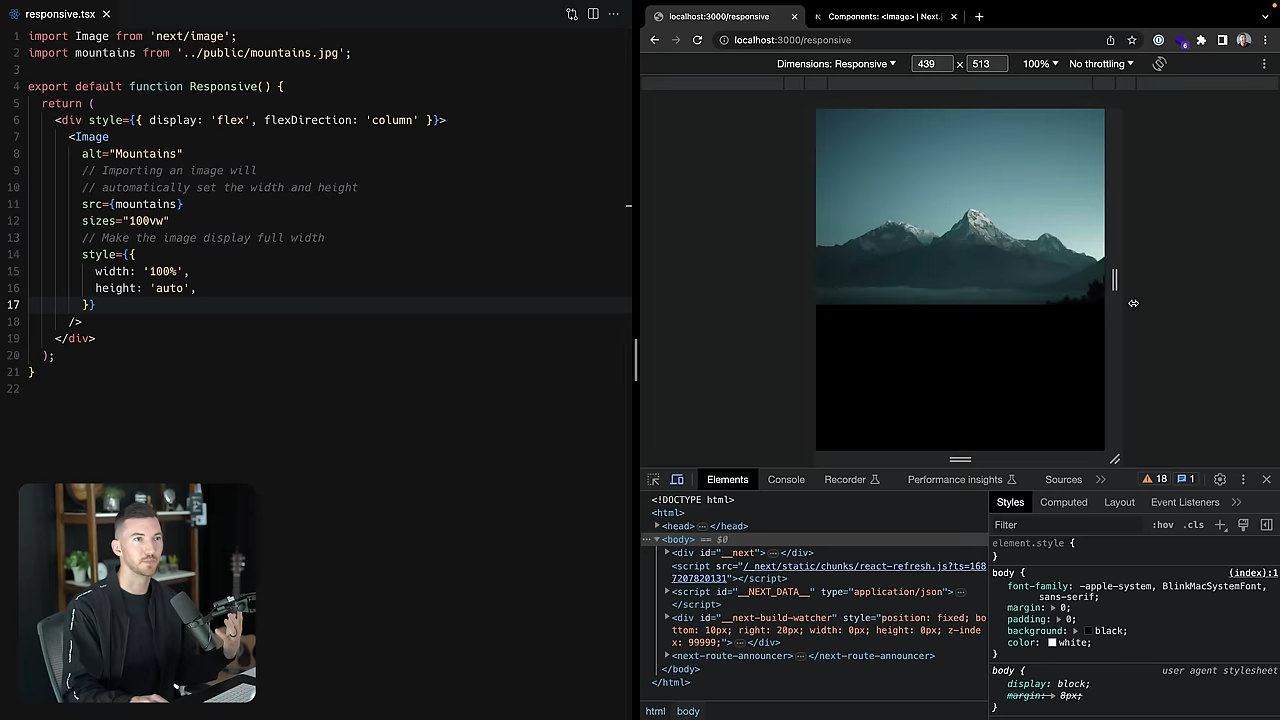 responsive.tsx
1 import Image from 'next/image';
2 import mountains from '../public/mountains.jpg';
3
4 export default function Responsive() {
5 return (
6 <div style={{ display: 'flex', flexDirection: 'column' }}>
7 <Image
8 alt="Mountains"
9 // Importing an image will
10 // automatically set the width and height
11 src={mountains}
12 sizes="100vw"
13 // Make the image display full width
14 style={{
15 width: '100%',
16 height: 'auto',
17 }}
18 />
19 </div>
20 );
21 }
22
localhost:3000/responsive
Components: <Image> | Next.j
localhost:3000/responsive
6
Dimensions: Responsive 439 × 513 100% No throttling
Elements Console Recorder Performance insights Sources 18 1
<!DOCTYPE html>
<html>
<head> … </head>
… <body> == $0
<div id="__next"> … </div>
<script src="/_next/static/chunks/react-refresh.js?ts=168
7207820131"></script>
<script id="__NEXT_DATA__" type="application/json"> …
</script>
<div id="__next-build-watcher" style="position: fixed; bo
ttom: 10px; right: 20px; width: 0px; height: 0px; z-inde
x: 99999;"> … </div>
<next-route-announcer> … </next-route-announcer>
</body>
</html>
html body
Styles Computed Layout Event Listeners
Filter :hov .cls
element.style {
}
body { (index):1
font-family: -apple-system, BlinkMacSystemFont,
sans-serif;
margin: 0;
padding: 0;
background: black;
color: white;
}
body { user agent stylesheet
display: block;
margin: 8px;
}